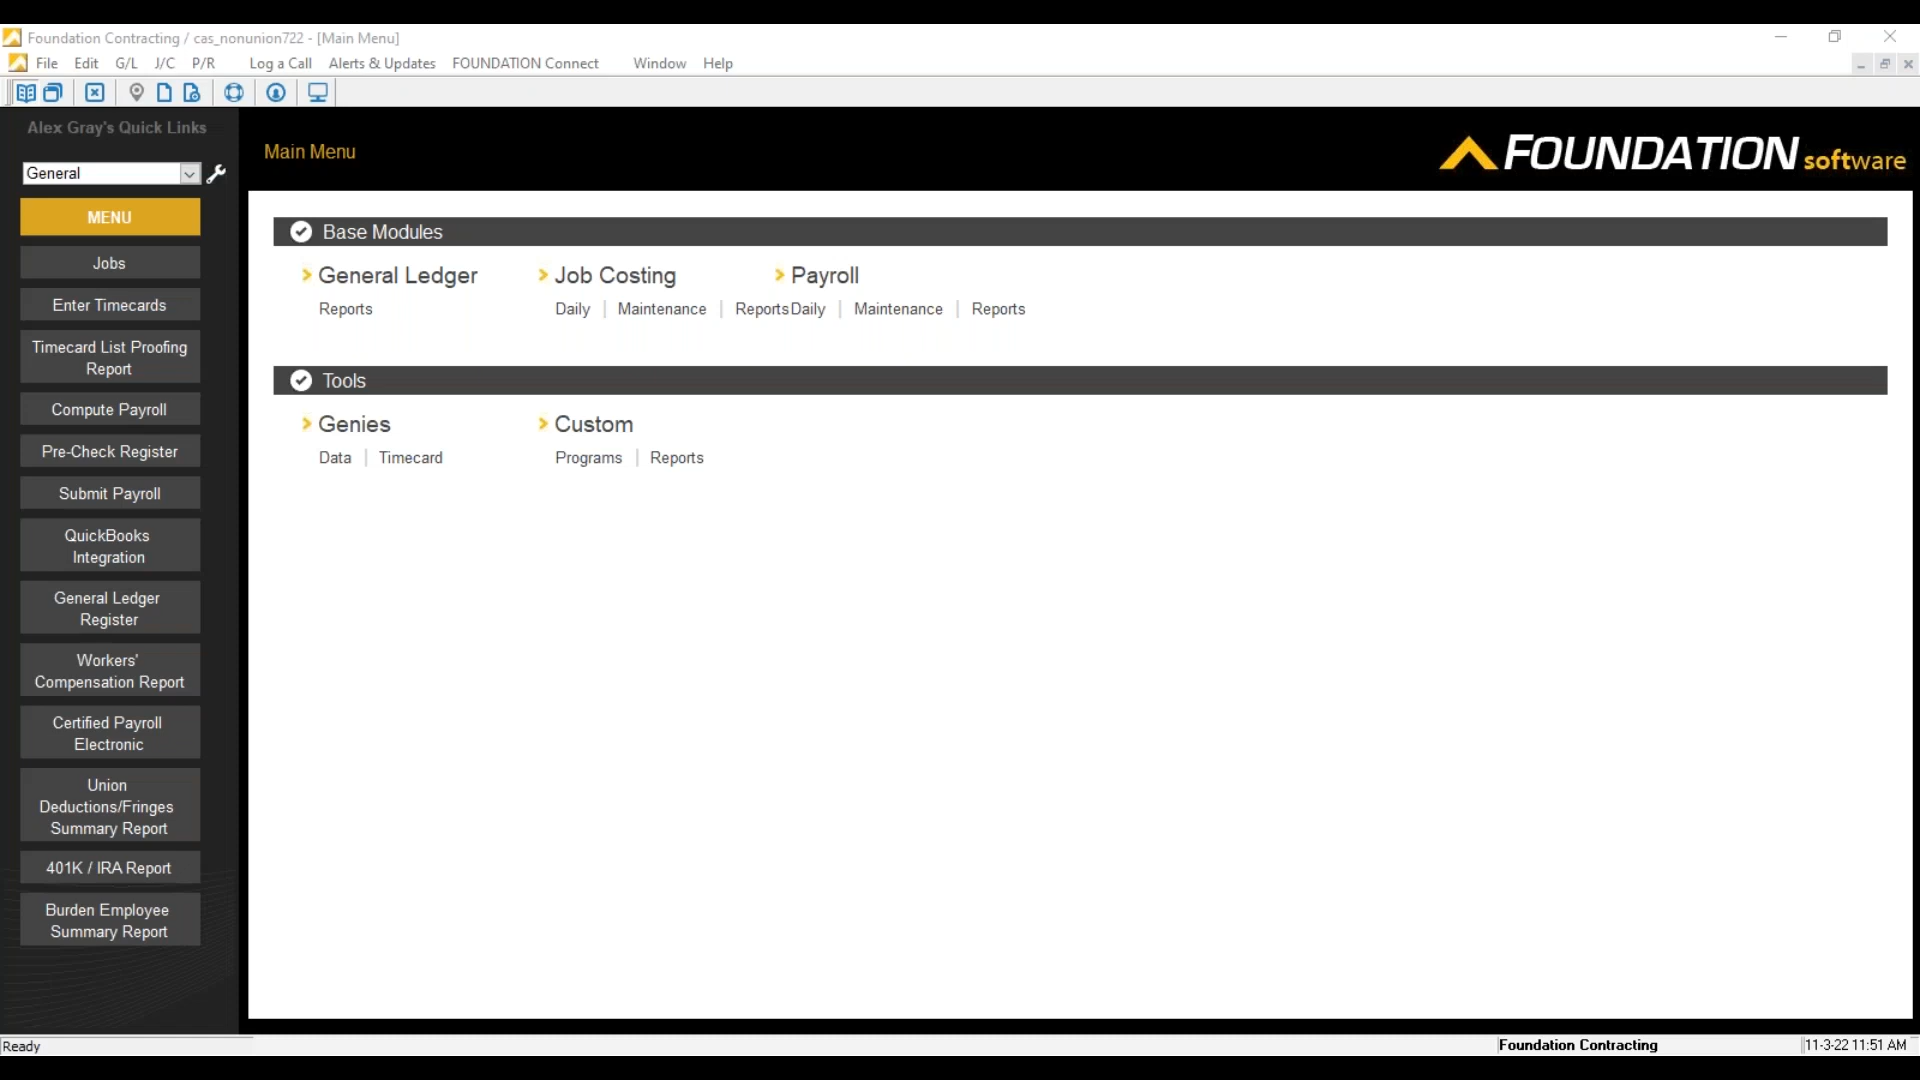 Foundation Contracting / cas_nonunion722 - [Main Menu]
File Edit G/L J/C P/R Log a Call Alerts & Updates FOUNDATION Connect Window Help
Alex Gray's Quick Links
General
MENU
Jobs
Enter Timecards
Timecard List Proofing
Report
Compute Payroll
Pre-Check Register
Submit Payroll
QuickBooks
Integration
General Ledger
Register
Workers'
Compensation Report
Certified Payroll
Electronic
Union
Deductions/Fringes
Summary Report
401K / IRA Report
Burden Employee
Summary Report
Main Menu
FOUNDATION software
Base Modules
General Ledger Job Costing Payroll
Reports Daily | Maintenance | Reports Daily | Maintenance | Reports
Tools
Genies Custom
Data | Timecard Programs | Reports
Ready Foundation Contracting 11-3-22 11:51 AM